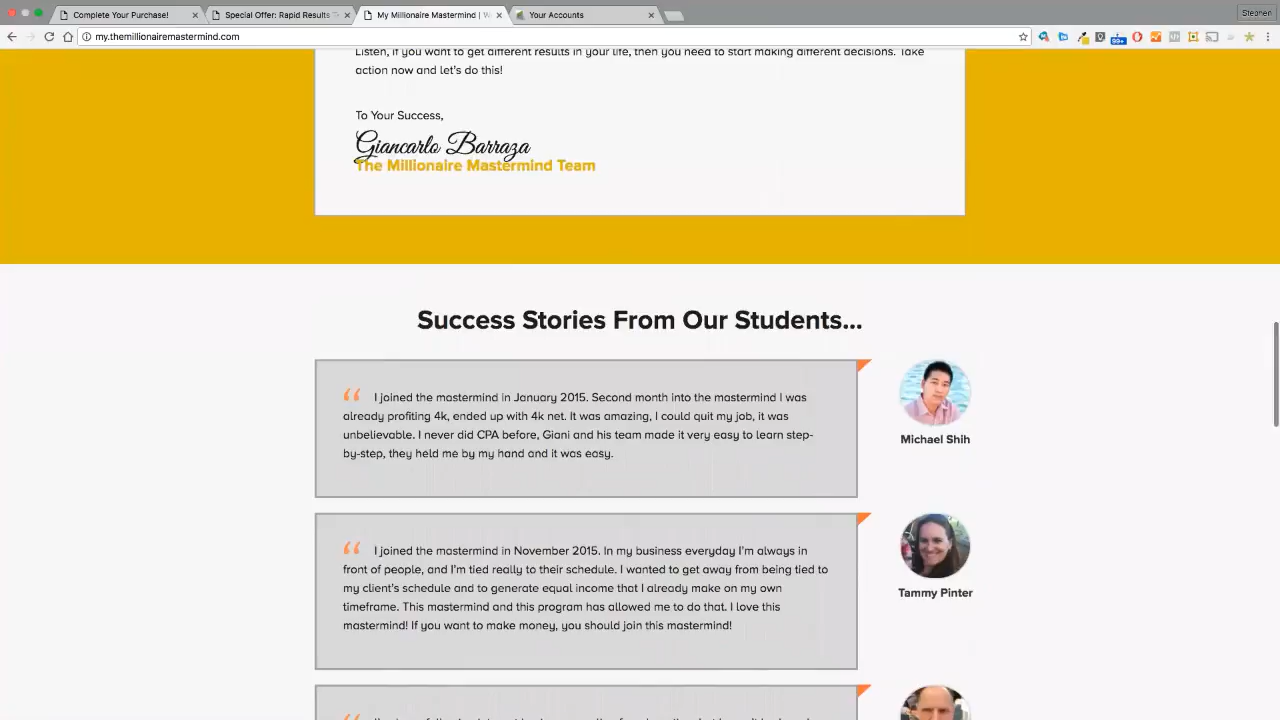 Complete Your Purchase!
Special Offer: Rapid Results T
My Millionaire Mastermind | W
Your Accounts
Stephen
my.themillionairemastermind.com
99+
Listen, if you want to get different results in your life, then you need to start making different decisions. Take
action now and let's do this!
To Your Success,
Giancarlo Barraza
The Millionaire Mastermind Team
Success Stories From Our Students...
“ I joined the mastermind in January 2015. Second month into the mastermind I was
already profiting 4k, ended up with 4k net. It was amazing, I could quit my job, it was
unbelievable. I never did CPA before, Giani and his team made it very easy to learn step-
by-step, they held me by my hand and it was easy.
Michael Shih
“ I joined the mastermind in November 2015. In my business everyday I'm always in
front of people, and I'm tied really to their schedule. I wanted to get away from being tied to
my client's schedule and to generate equal income that I already make on my own
timeframe. This mastermind and this program has allowed me to do that. I love this
mastermind! If you want to make money, you should join this mastermind!
Tammy Pinter